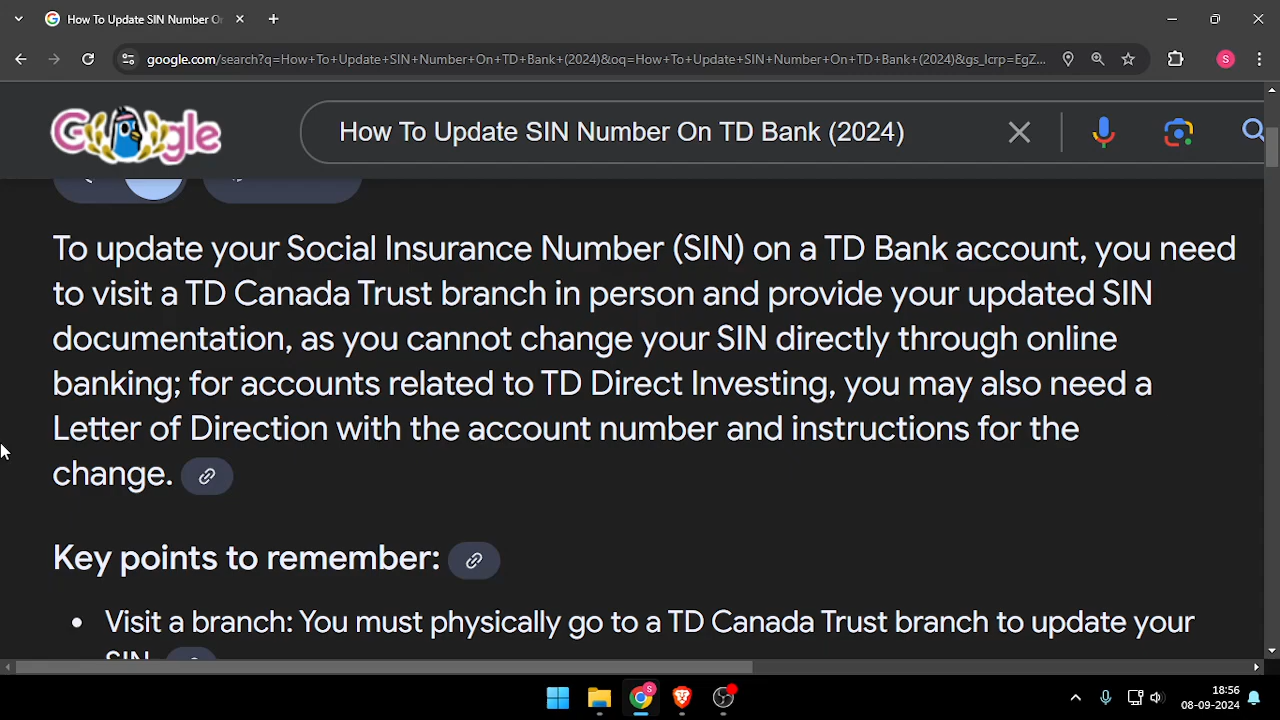 How To Update SIN Number O
google.com/search?q=How+To+Update+SIN+Number+On+TD+Bank+(2024)&oq=How+To+Update+SIN+Number+On+TD+Bank+(2024)&gs_lcrp=EgZ...
S
Google
How To Update SIN Number On TD Bank (2024)
To update your Social Insurance Number (SIN) on a TD Bank account, you need
to visit a TD Canada Trust branch in person and provide your updated SIN
documentation, as you cannot change your SIN directly through online
banking; for accounts related to TD Direct Investing, you may also need a
Letter of Direction with the account number and instructions for the
change.
Key points to remember:
• Visit a branch: You must physically go to a TD Canada Trust branch to update your
SIN
S
18:56
08-09-2024